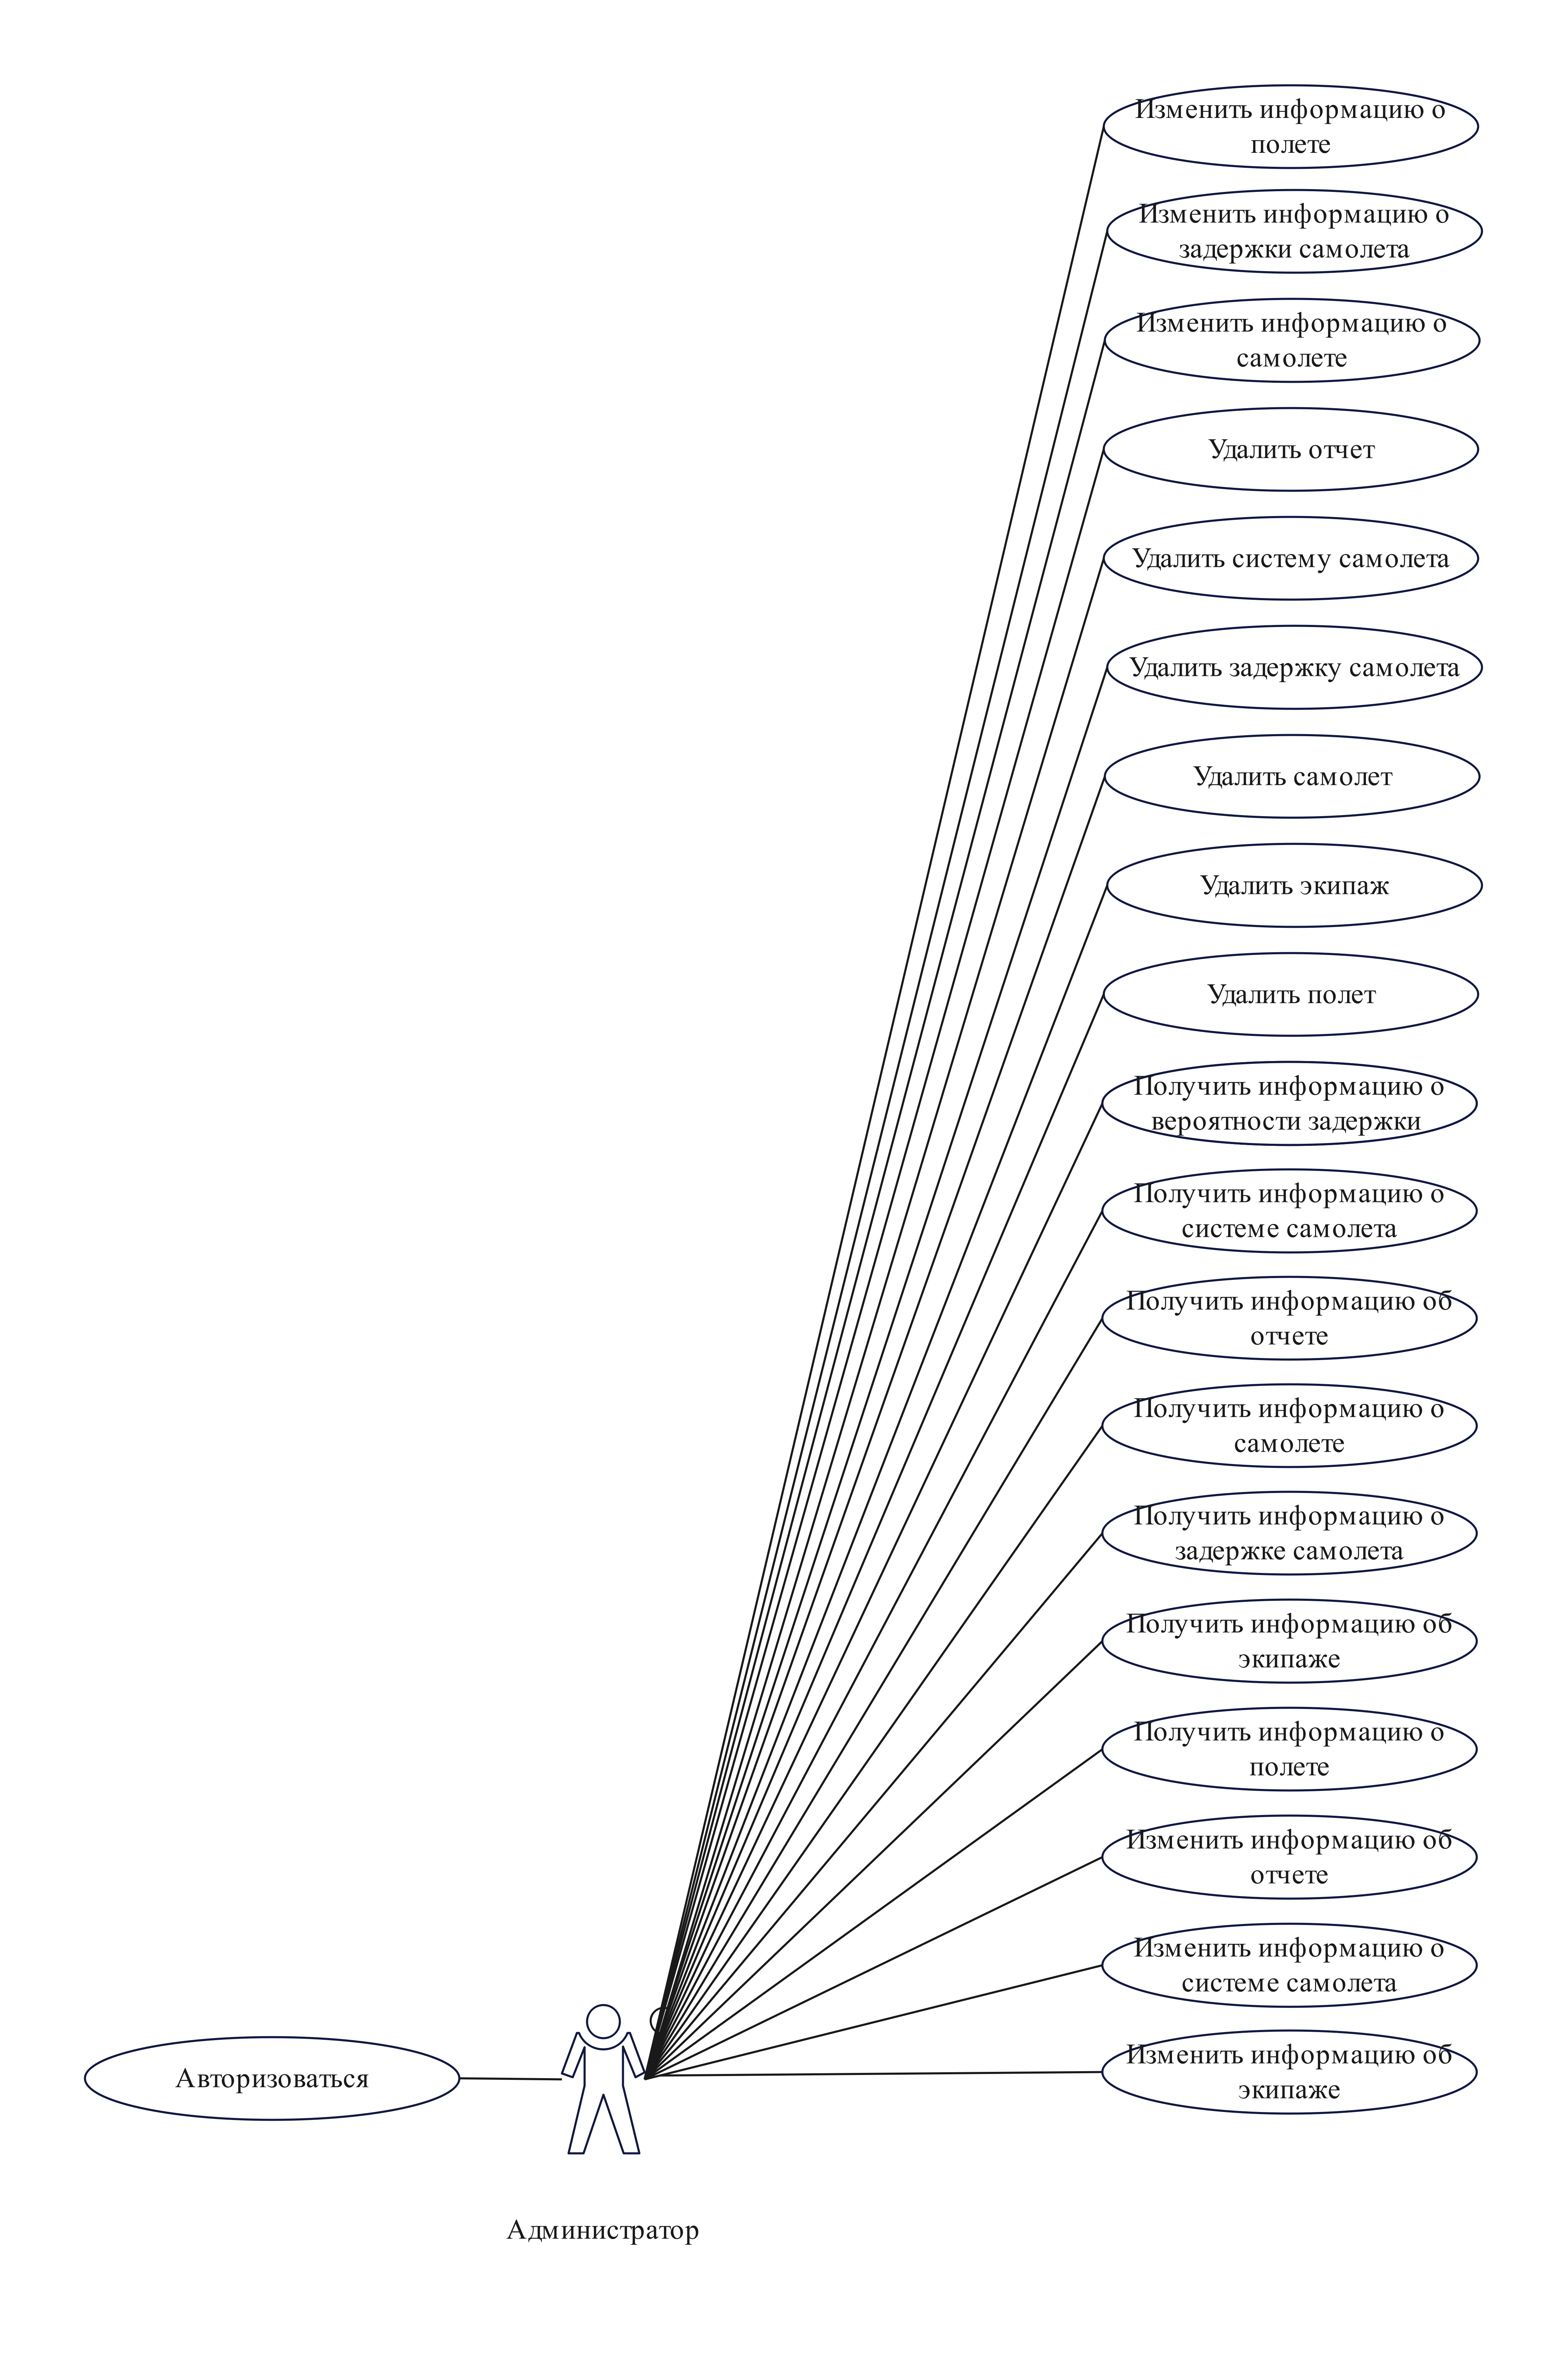 Изменить информацию о
полете
Изменить информацию о
задержки самолета
Изменить информацию о
самолете
Удалить отчет
Удалить систему самолета
Удалить задержку самолета
Удалить самолет
Удалить экипаж
Удалить полет
Получить информацию о
вероятности задержки
Получить информацию о
системе самолета
Получить информацию об
отчете
Получить информацию о
самолете
Получить информацию о
задержке самолета
Получить информацию об
экипаже
Получить информацию о
полете
Изменить информацию об
отчете
Изменить информацию о
системе самолета
Изменить информацию об
экипаже
Авторизоваться
Администратор